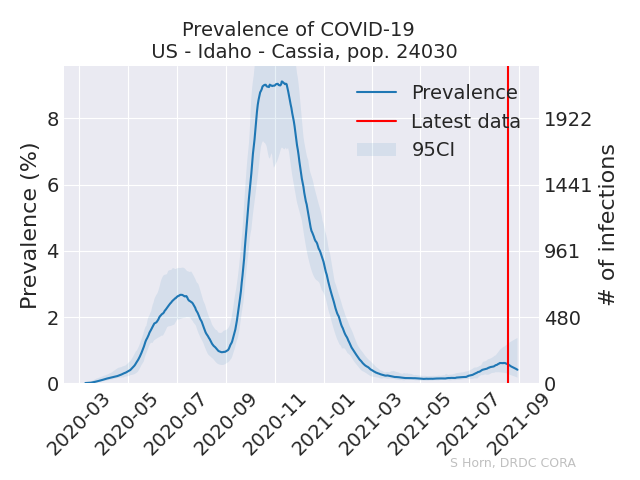 Prevalence of COVID-19
US - Idaho - Cassia, pop. 24030
Prevalence
Latest data
95CI
Prevalence (%)
8
6
4
2
0
# of infections
1922
1441
961
480
0
2020-03
2020-05
2020-07
2020-09
2020-11
2021-01
2021-03
2021-05
2021-07
2021-09
S Horn, DRDC CORA